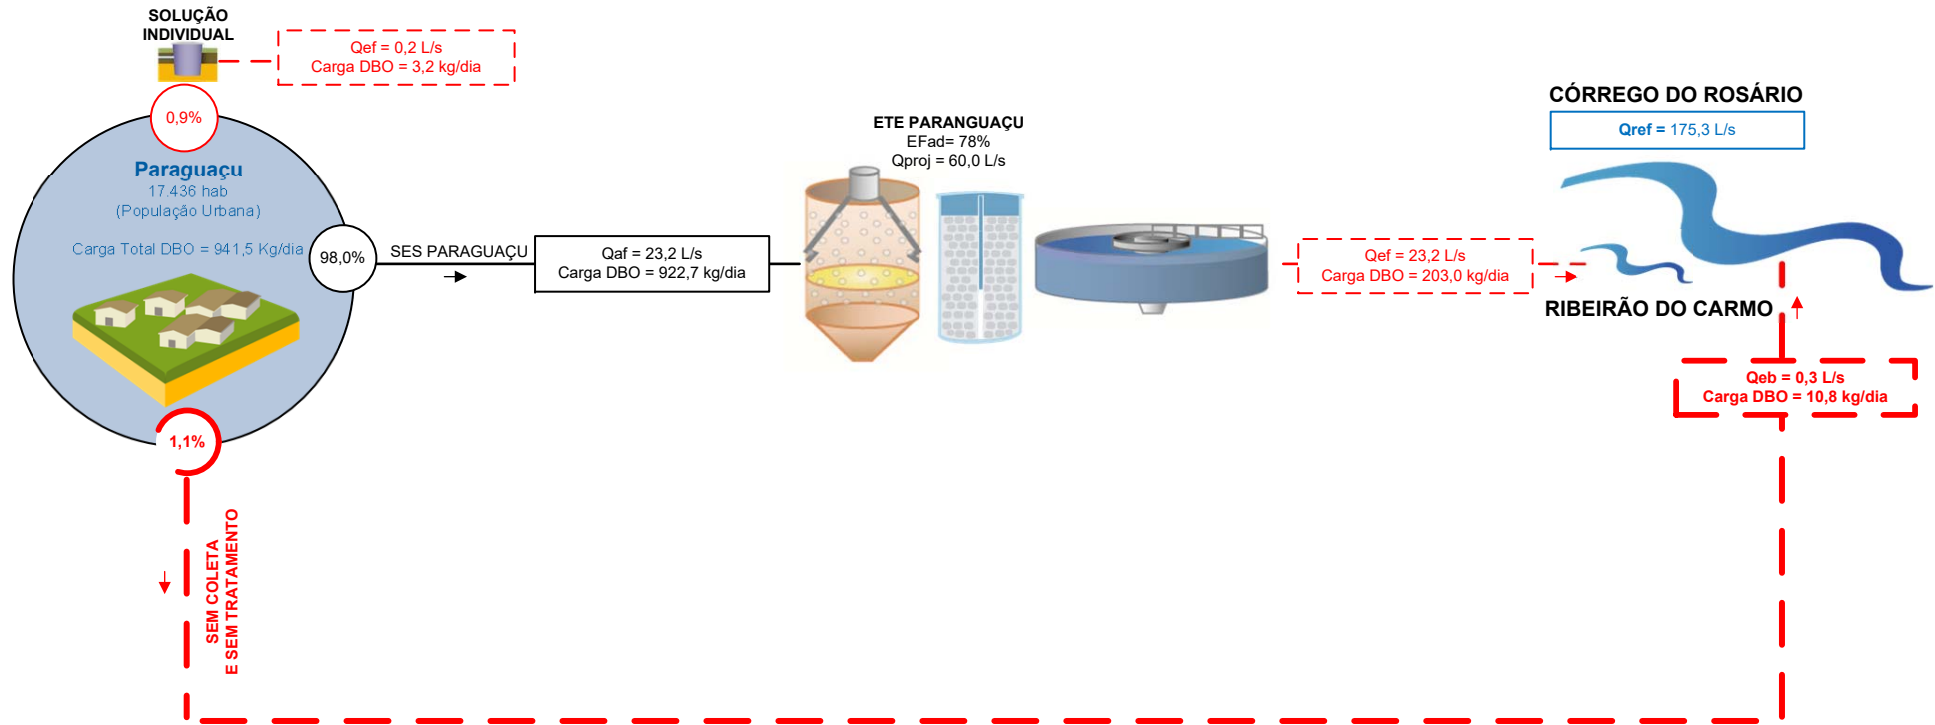 SOLUÇÃO
INDIVIDUAL
Qef = 0,2 L/s
Carga DBO = 3,2 kg/dia
0,9%
Paraguaçu
17.436 hab
(População Urbana)
Carga Total DBO = 941,5 Kg/dia
98,0%
SES PARAGUAÇU
Qaf = 23,2 L/s
Carga DBO = 922,7 kg/dia
ETE PARANGUAÇU
EFad= 78%
Qproj = 60,0 L/s
Qef = 23,2 L/s
Carga DBO = 203,0 kg/dia
CÓRREGO DO ROSÁRIO
Qref = 175,3 L/s
RIBEIRÃO DO CARMO
Qeb = 0,3 L/s
Carga DBO = 10,8 kg/dia
1,1%
SEM COLETA
E SEM TRATAMENTO